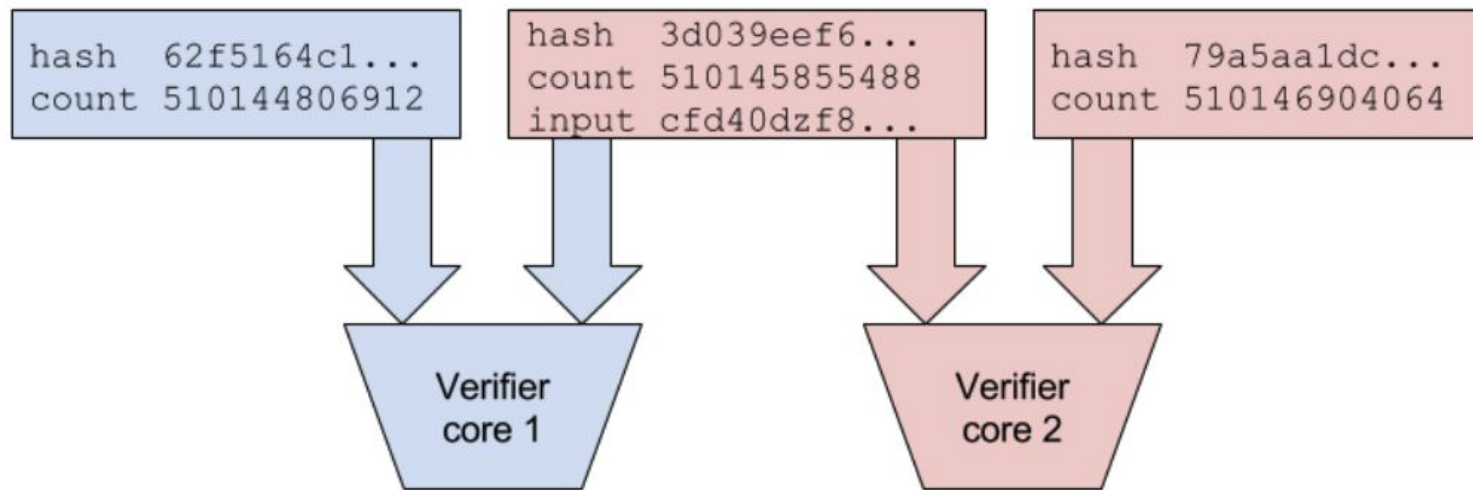 hash 62f5164c1...
count 510144806912
hash 3d039eef6...
count 510145855488
input cfd40dzf8...
hash 79a5aa1dc...
count 510146904064
Verifier
core 1
Verifier
core 2